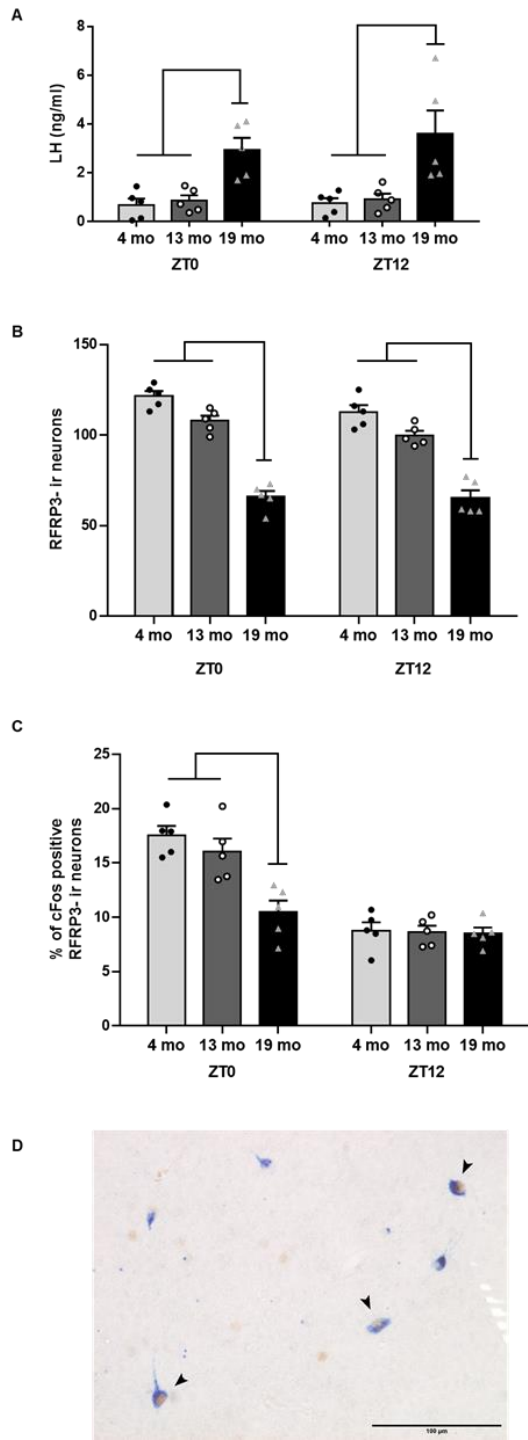 A
LH (ng/ml)
8
6
4
2
0
4 mo 13 mo 19 mo 4 mo 13 mo 19 mo
ZT0 ZT12
B
RFRP3- ir neurons
150
100
50
0
4 mo 13 mo 19 mo 4 mo 13 mo 19 mo
ZT0 ZT12
C
% of cFos positive
RFRP3- ir neurons
25
20
15
10
5
0
4 mo 13 mo 19 mo 4 mo 13 mo 19 mo
ZT0 ZT12
D
100 µm